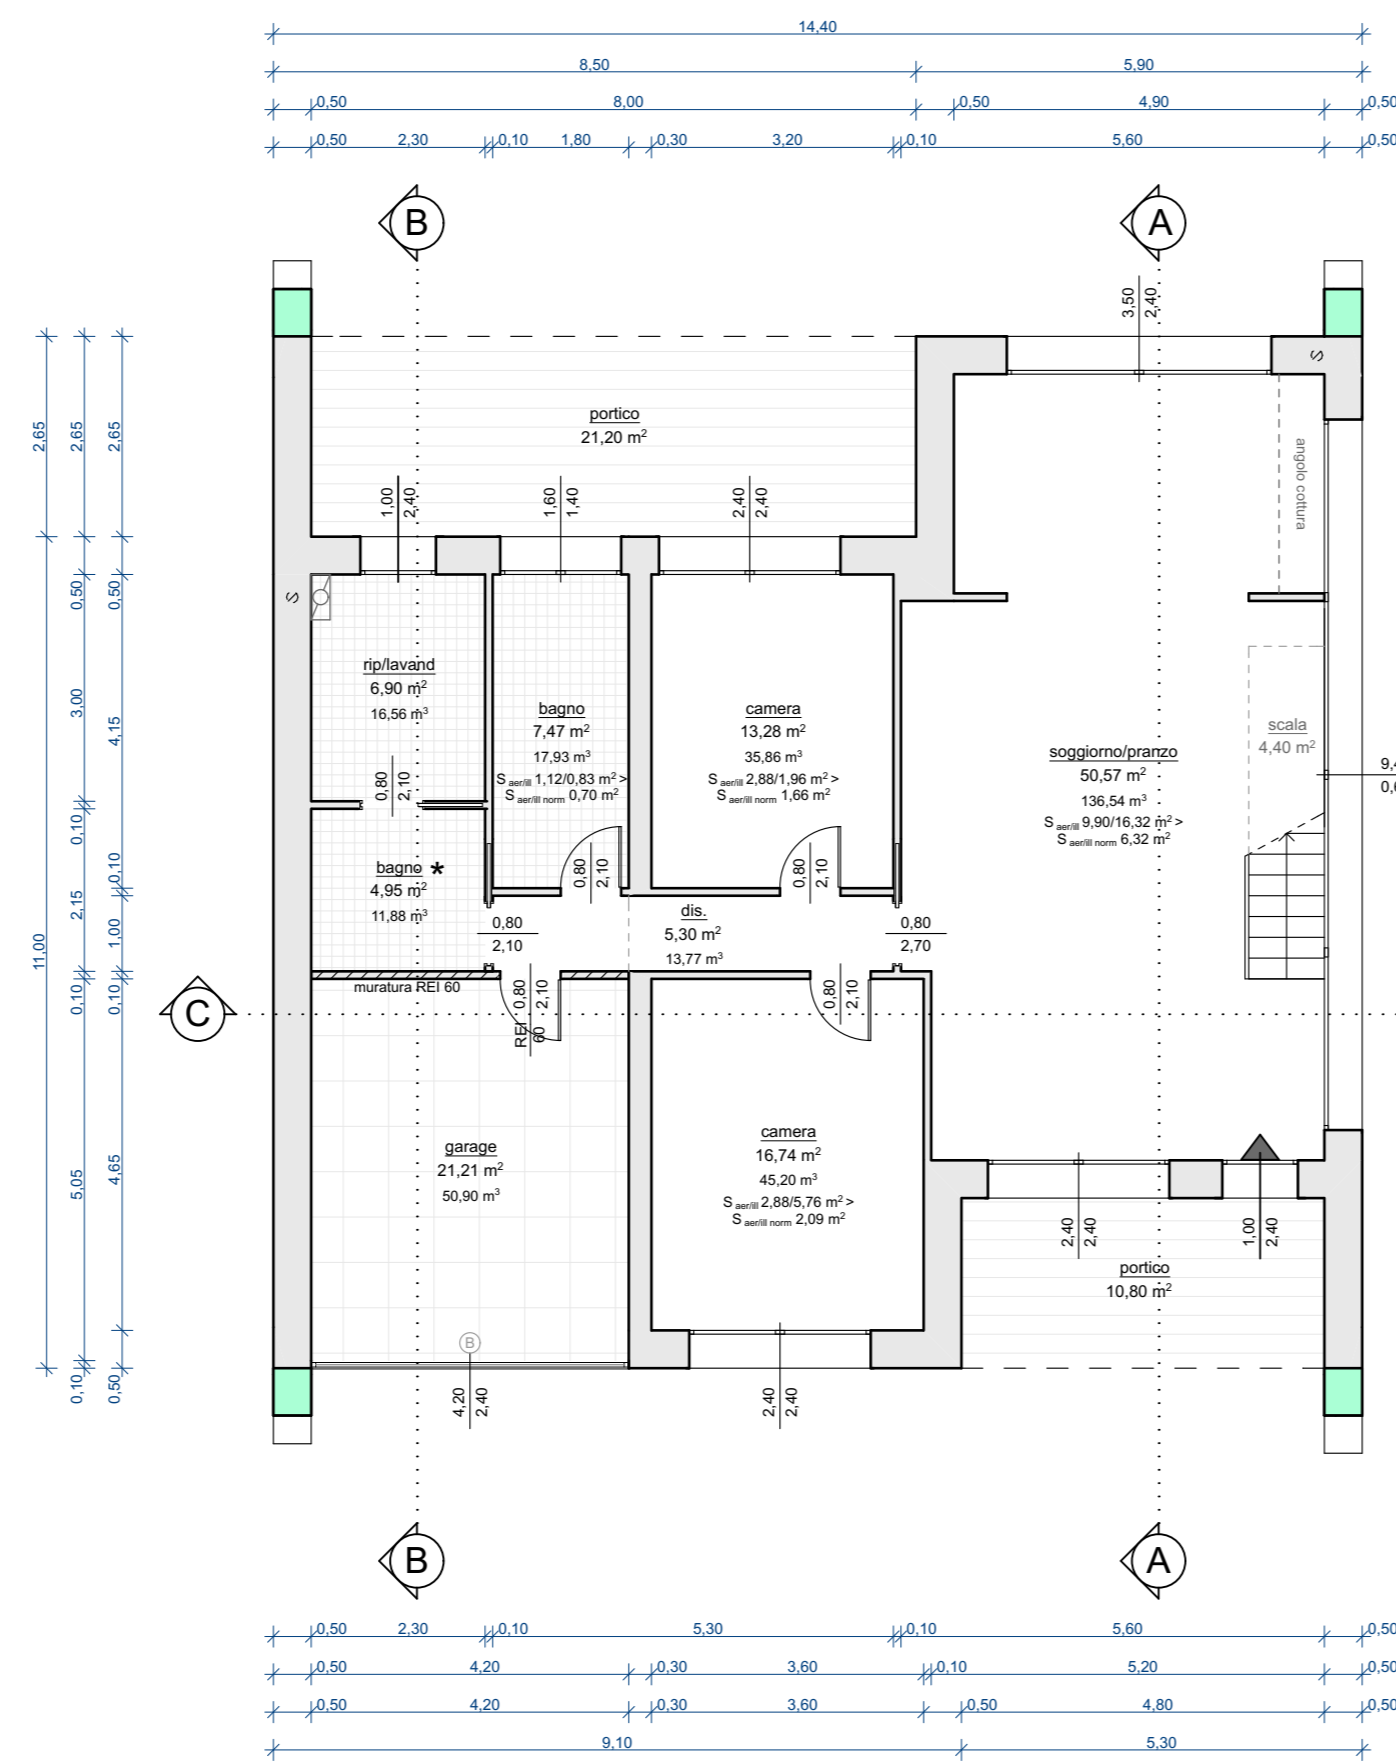 14,40
8,50 5,90
0,50 8,00 0,50 4,90 0,50
0,50 2,30 0,10 1,80 0,30 3,20 0,10 5,60 0,50
B A
3,50
2,40
S
portico
21,20 m²
angolo cottura
1,00
2,40
1,60
1,40
2,40
2,40
2,65 2,65 2,65
0,50 0,50
3,00
4,15
0,10
0,10
2,15
1,00
11,00
0,10 0,10
5,05
4,65
0,10
0,50
S
rip/lavand
6,90 m²
16,56 m³
0,80
2,10
bagno
7,47 m²
17,93 m³
S aer/ill 1,12/0,83 m² >
S aer/ill norm 0,70 m²
0,80
2,10
camera
13,28 m²
35,86 m³
S aer/ill 2,88/1,96 m² >
S aer/ill norm 1,66 m²
0,80
2,10
soggiorno/pranzo
50,57 m²
136,54 m³
S aer/ill 9,90/16,32 m² >
S aer/ill norm 6,32 m²
scala
4,40 m²
bagno *
4,95 m²
11,88 m³
0,80
2,10
dis.
5,30 m²
13,77 m³
0,80
2,70
muratura REI 60
0,80
2,10
REI
60
0,80
2,10
C
garage
21,21 m²
50,90 m³
camera
16,74 m²
45,20 m³
S aer/ill 2,88/5,76 m² >
S aer/ill norm 2,09 m²
2,40
2,40
1,00
2,40
portico
10,80 m²
B
4,20
2,40
2,40
2,40
B A
0,50 2,30 0,10 5,30 0,10 5,60 0,50
0,50 4,20 0,30 3,60 0,10 5,20 0,50
0,50 4,20 0,30 3,60 0,50 4,80 0,50
9,10 5,30